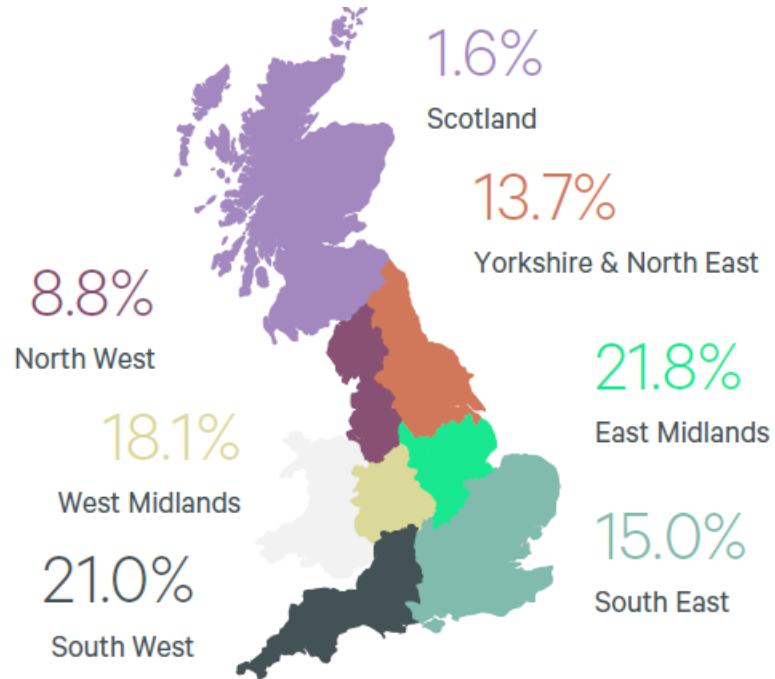 1.6%
Scotland
13.7%
Yorkshire & North East
8.8%
North West
21.8%
East Midlands
18.1%
West Midlands
15.0%
South East
21.0%
South West